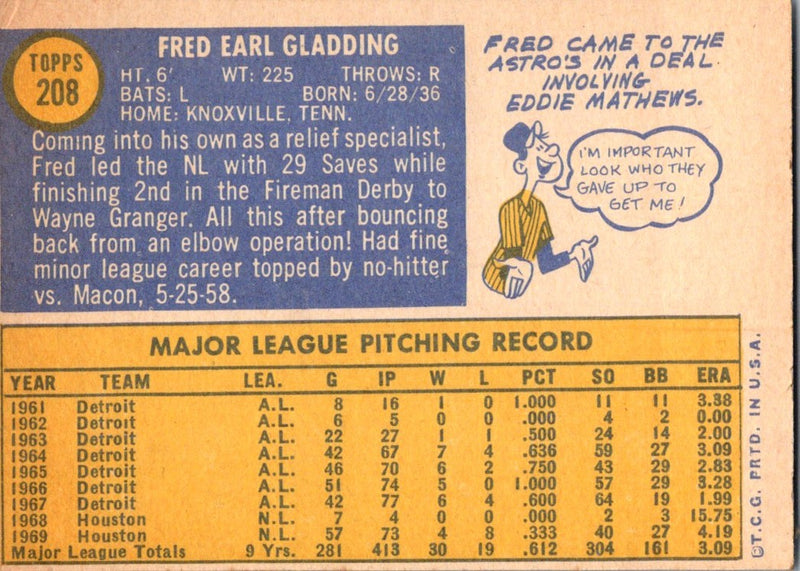 TOPPS
208
FRED EARL GLADDING
HT. 6' WT: 225 THROWS: R
BATS: L BORN: 6/28/36
HOME: KNOXVILLE, TENN.
Coming into his own as a relief specialist,
Fred led the NL with 29 Saves while
finishing 2nd in the Fireman Derby to
Wayne Granger. All this after bouncing
back from an elbow operation! Had fine
minor league career topped by no-hitter
vs. Macon, 5-25-58.
FRED CAME TO THE
ASTRO'S IN A DEAL
INVOLVING
EDDIE MATHEWS.
I'M IMPORTANT
LOOK WHO THEY
GAVE UP TO
GET ME!
MAJOR LEAGUE PITCHING RECORD
YEAR TEAM LEA. G IP W L PCT SO BB ERA
1961 Detroit A.L. 8 16 1 0 1.000 11 11 3.38
1962 Detroit A.L. 6 5 0 0 .000 4 2 0.00
1963 Detroit A.L. 22 27 1 1 .500 24 14 2.00
1964 Detroit A.L. 42 67 7 4 .636 59 27 3.09
1965 Detroit A.L. 46 70 6 2 .750 43 29 2.83
1966 Detroit A.L. 51 74 5 0 1.000 57 29 3.28
1967 Detroit A.L. 42 77 6 4 .600 64 19 1.99
1968 Houston N.L. 7 4 0 0 .000 2 3 15.75
1969 Houston N.L. 57 73 4 8 .333 40 27 4.19
Major League Totals 9 Yrs. 281 413 30 19 .612 304 161 3.09
©T.C.G. PRTD. IN U.S.A.